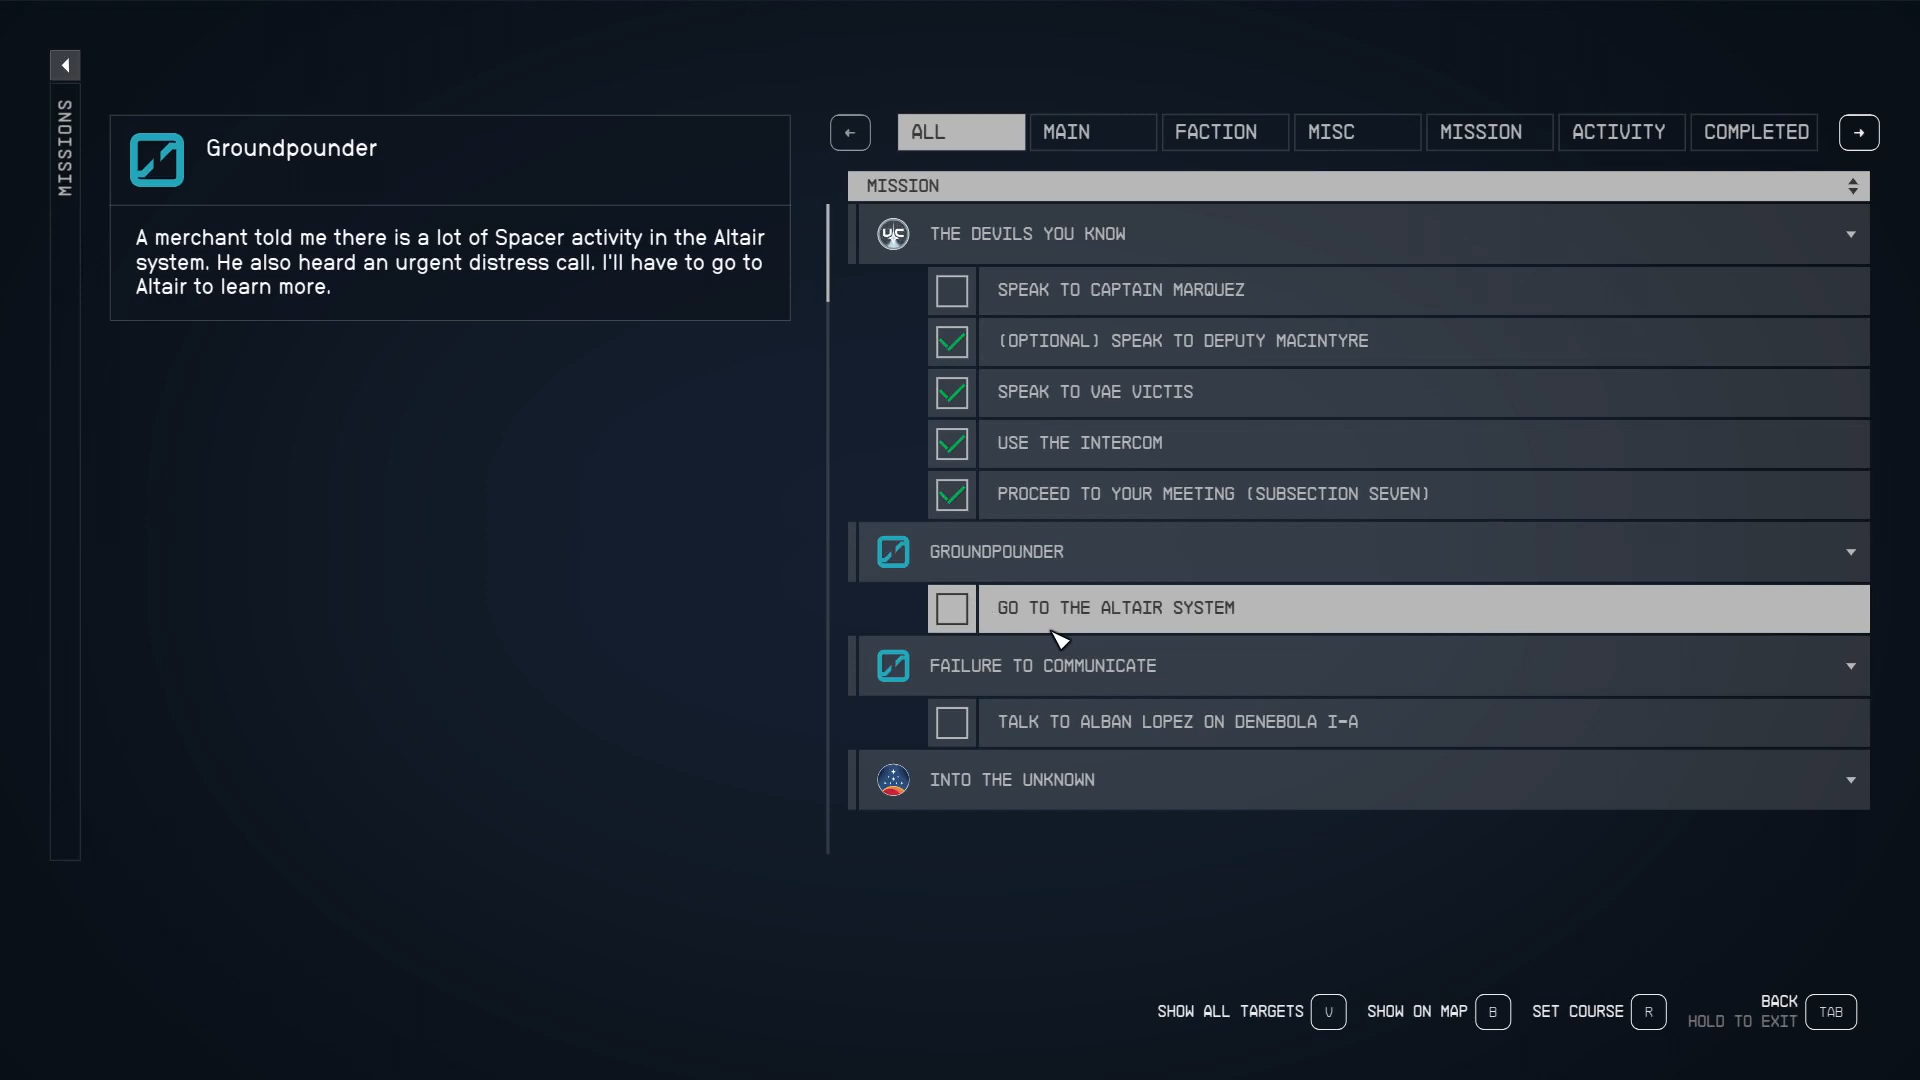 MISSIONS
Groundpounder
A merchant told me there is a lot of Spacer activity in the Altair
system. He also heard an urgent distress call. I'll have to go to
Altair to learn more.
ALL MAIN FACTION MISC MISSION ACTIVITY COMPLETED
MISSION
UC THE DEVILS YOU KNOW
SPEAK TO CAPTAIN MARQUEZ
(OPTIONAL) SPEAK TO DEPUTY MACINTYRE
SPEAK TO VAE VICTIS
USE THE INTERCOM
PROCEED TO YOUR MEETING (SUBSECTION SEVEN)
GROUNDPOUNDER
GO TO THE ALTAIR SYSTEM
FAILURE TO COMMUNICATE
TALK TO ALBAN LOPEZ ON DENEBOLA I-A
INTO THE UNKNOWN
SHOW ALL TARGETS V SHOW ON MAP B SET COURSE R BACK TAB
HOLD TO EXIT